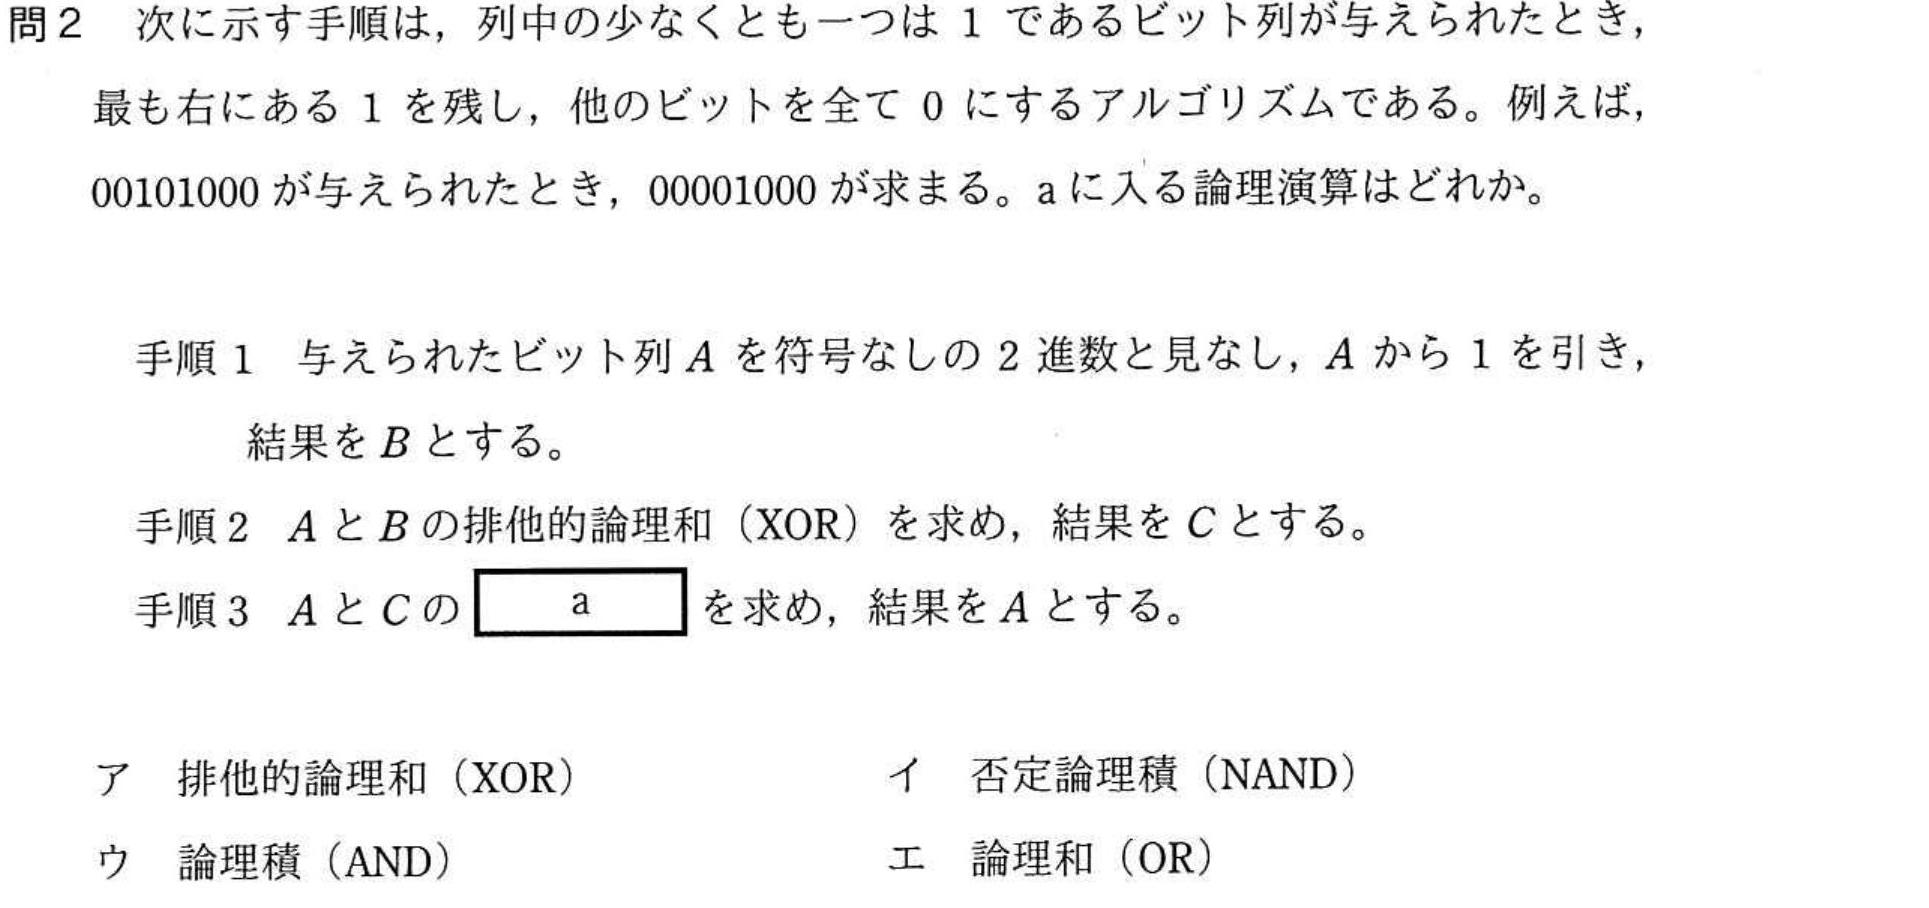 問2 次に示す手順は，列中の少なくとも一つは 1 であるビット列が与えられたとき，
最も右にある 1 を残し，他のビットを全て 0 にするアルゴリズムである。例えば，
00101000 が与えられたとき，00001000 が求まる。a に入る論理演算はどれか。
手順1 与えられたビット列 A を符号なしの 2 進数と見なし，A から 1 を引き，
結果を B とする。
手順2 A と B の排他的論理和（XOR）を求め，結果を C とする。
手順3 A と C の a を求め，結果を A とする。
ア 排他的論理和（XOR） イ 否定論理積（NAND）
ウ 論理積（AND） エ 論理和（OR）